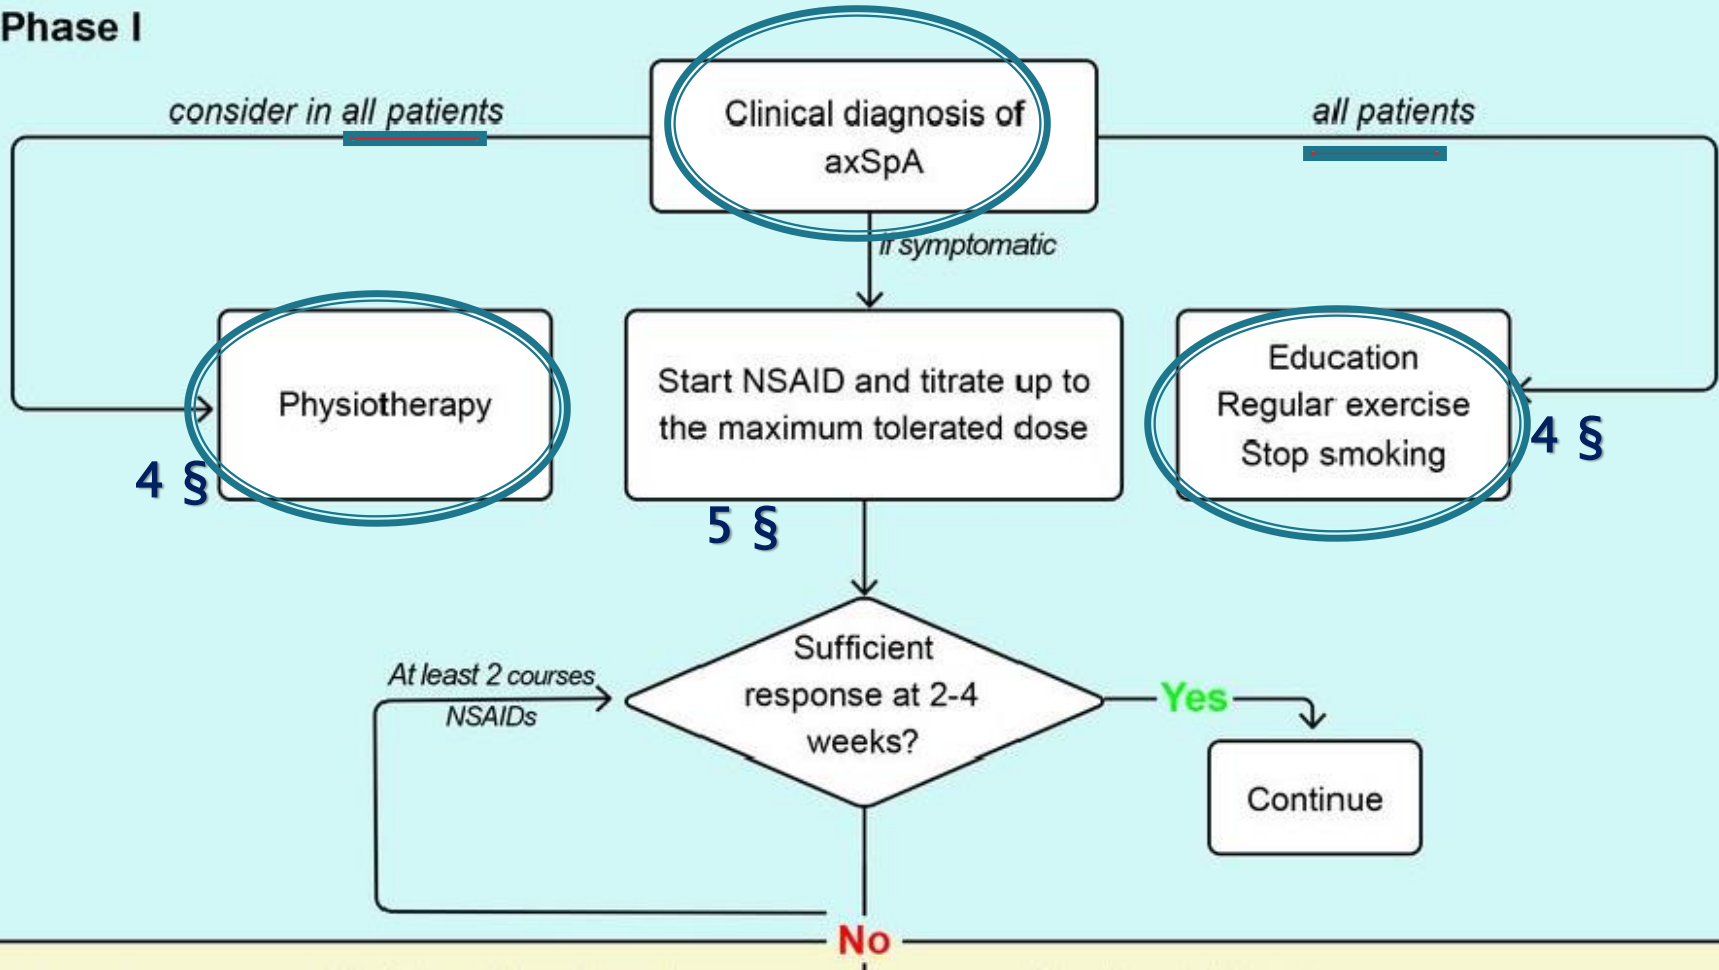 Phase I
consider in all patients
Clinical diagnosis of
axSpA
all patients
if symptomatic
Physiotherapy
Start NSAID and titrate up to
the maximum tolerated dose
Education
Regular exercise
Stop smoking
4 §
4 §
5 §
Sufficient
response at 2-4
weeks?
At least 2 courses
NSAIDs
Yes
Continue
No